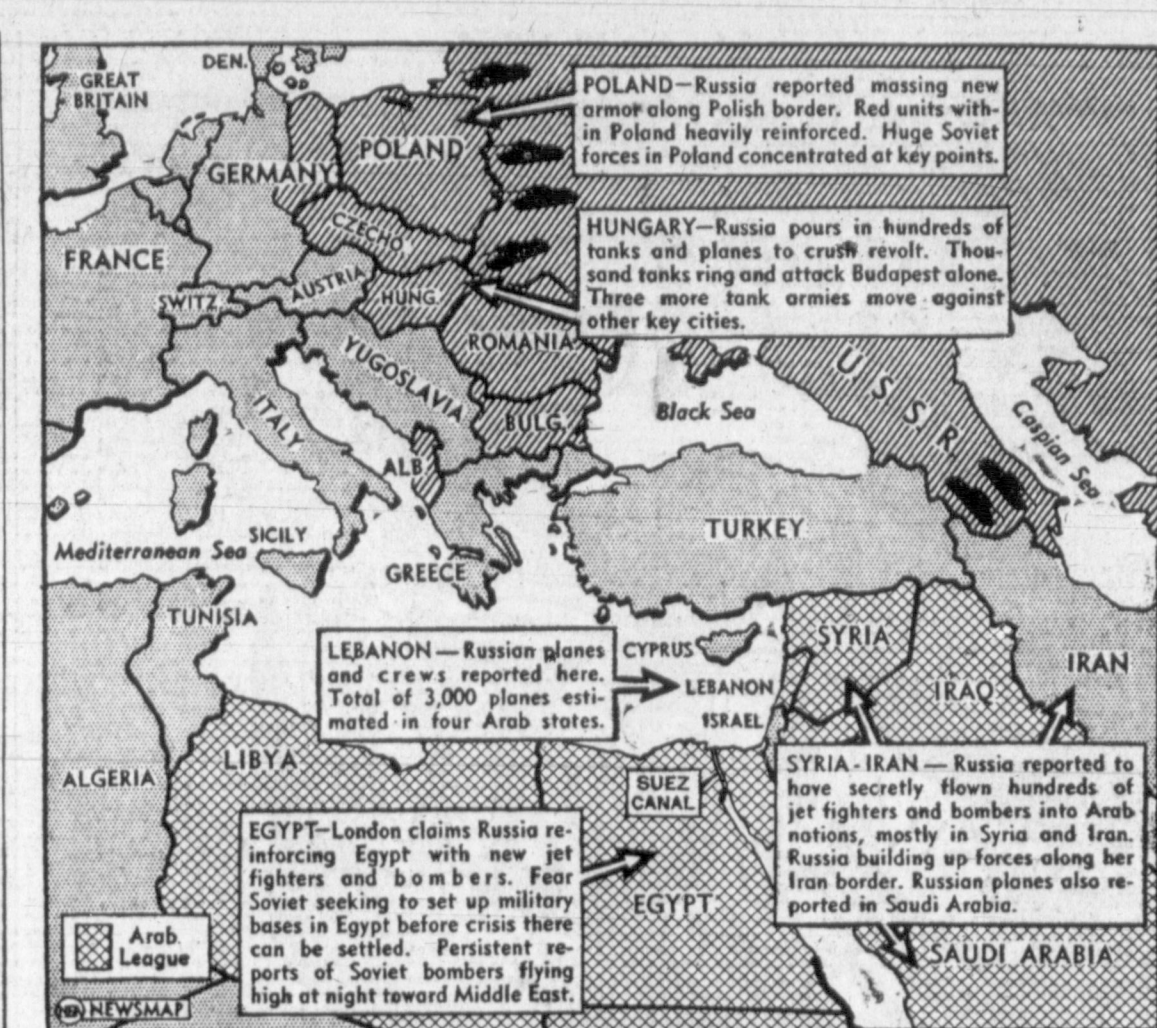 DEN.
GREAT
BRITAIN
POLAND—Russia reported massing new
armor along Polish border. Red units with-
in Poland heavily reinforced. Huge Soviet
forces in Poland concentrated at key points.
POLAND
GERMANY
CZECHO.
HUNGARY—Russia pours in hundreds of
tanks and planes to crush revolt. Thou-
sand tanks ring and attack Budapest alone.
Three more tank armies move against
other key cities.
FRANCE
AUSTRIA
SWITZ.
HUNG.
ROMANIA
YUGOSLAVIA
U. S. S. R.
Black Sea
Caspian Sea
ITALY
BULG.
ALB.
TURKEY
Mediterranean Sea
SICILY
GREECE
TUNISIA
LEBANON — Russian planes
and crews reported here.
Total of 3,000 planes esti-
mated in four Arab states.
CYPRUS
SYRIA
IRAN
LEBANON
IRAQ
ISRAEL
LIBYA
ALGERIA
SUEZ
CANAL
SYRIA-IRAN — Russia reported to
have secretly flown hundreds of
jet fighters and bombers into Arab
nations, mostly in Syria and Iran.
Russia building up forces along her
Iran border. Russian planes also re-
ported in Saudi Arabia.
EGYPT—London claims Russia re-
inforcing Egypt with new jet
fighters and bombers. Fear
Soviet seeking to set up military
bases in Egypt before crisis there
can be settled. Persistent re-
ports of Soviet bombers flying
high at night toward Middle East.
EGYPT
SAUDI ARABIA
Arab
League
NEA NEWSMAP